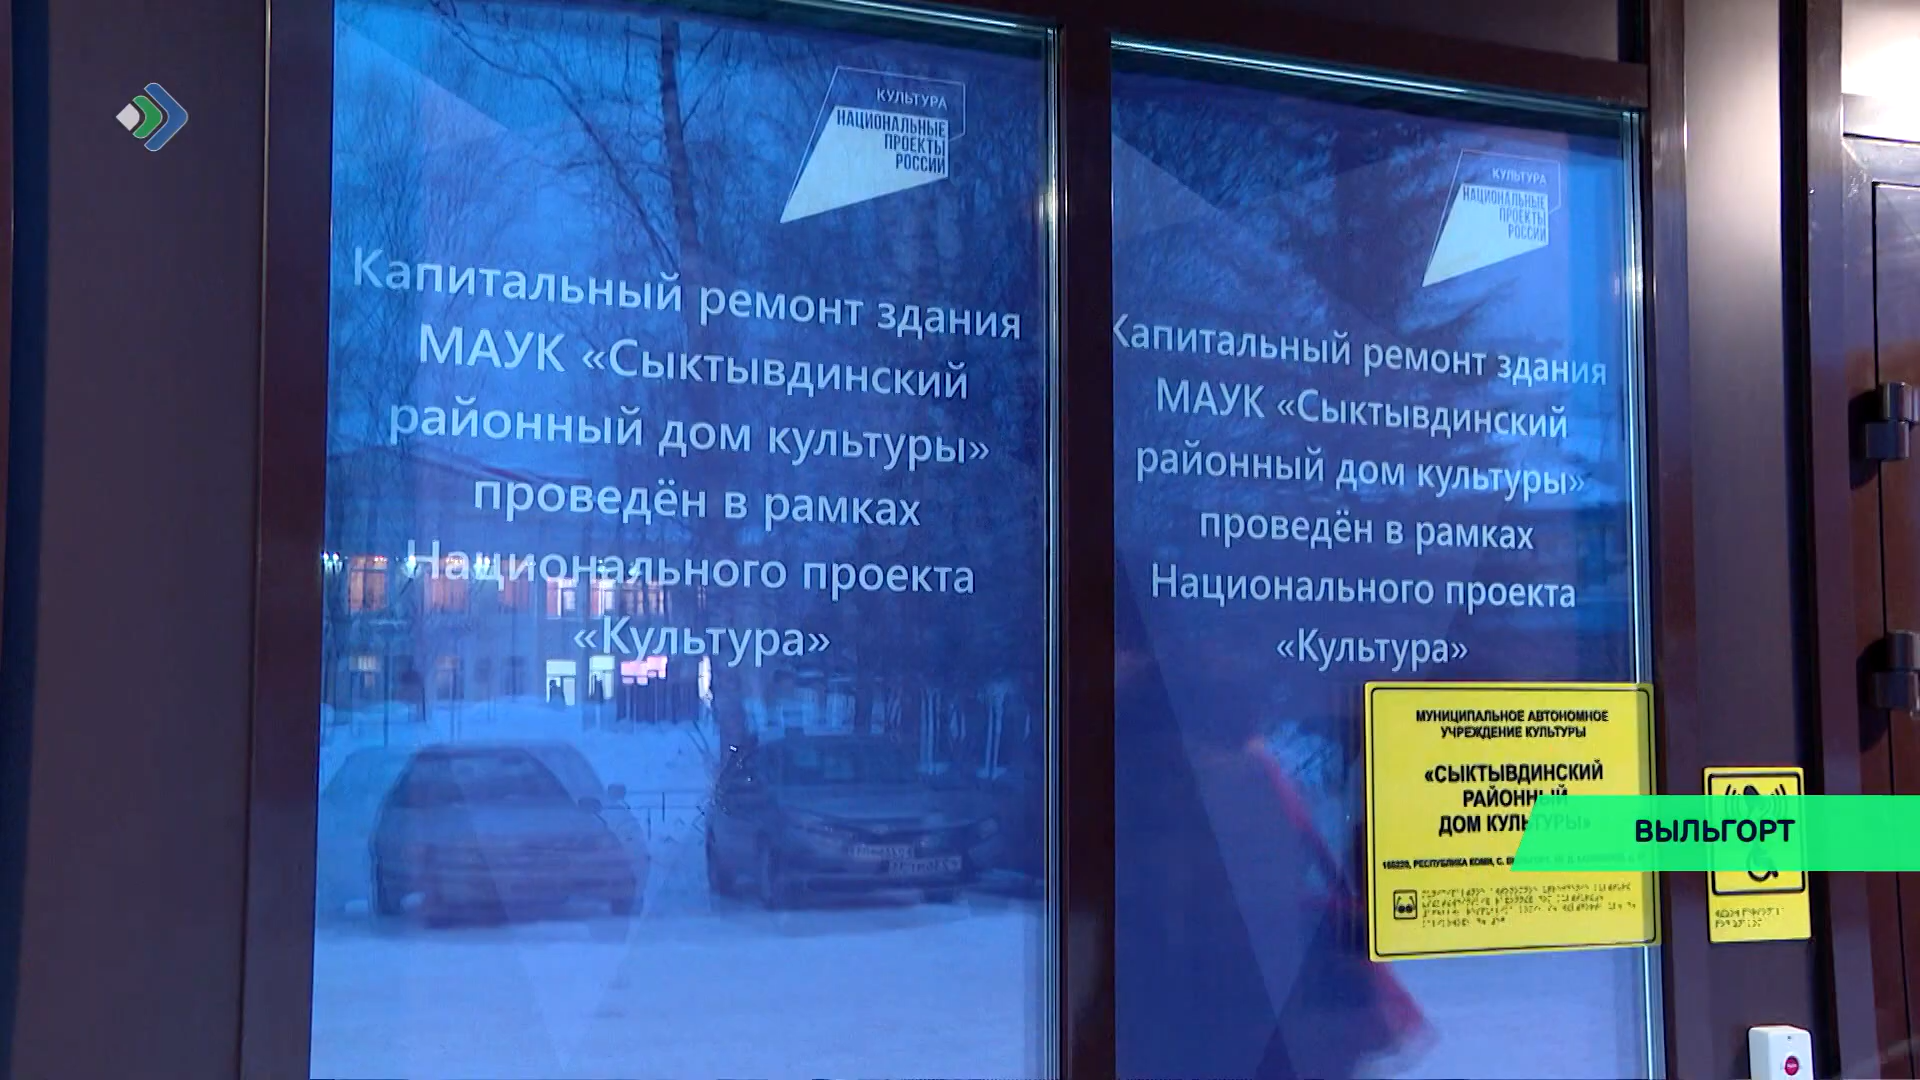 КУЛЬТУРА
НАЦИОНАЛЬНЫЕ
ПРОЕКТЫ
РОССИИ
Капитальный ремонт здания
МАУК «Сыктывдинский
районный дом культуры»
проведён в рамках
Национального проекта
«Культура»
КУЛЬТУРА
НАЦИОНАЛЬНЫЕ
ПРОЕКТЫ
РОССИИ
Капитальный ремонт здания
МАУК «Сыктывдинский
районный дом культуры»
проведён в рамках
Национального проекта
«Культура»
МУНИЦИПАЛЬНОЕ АВТОНОМНОЕ
УЧРЕЖДЕНИЕ КУЛЬТУРЫ
«СЫКТЫВДИНСКИЙ
РАЙОННЫЙ
ДОМ КУЛЬТУРЫ»
РЕСПУБЛИКА КОМИ, С.
ВЫЛЬГОРТ